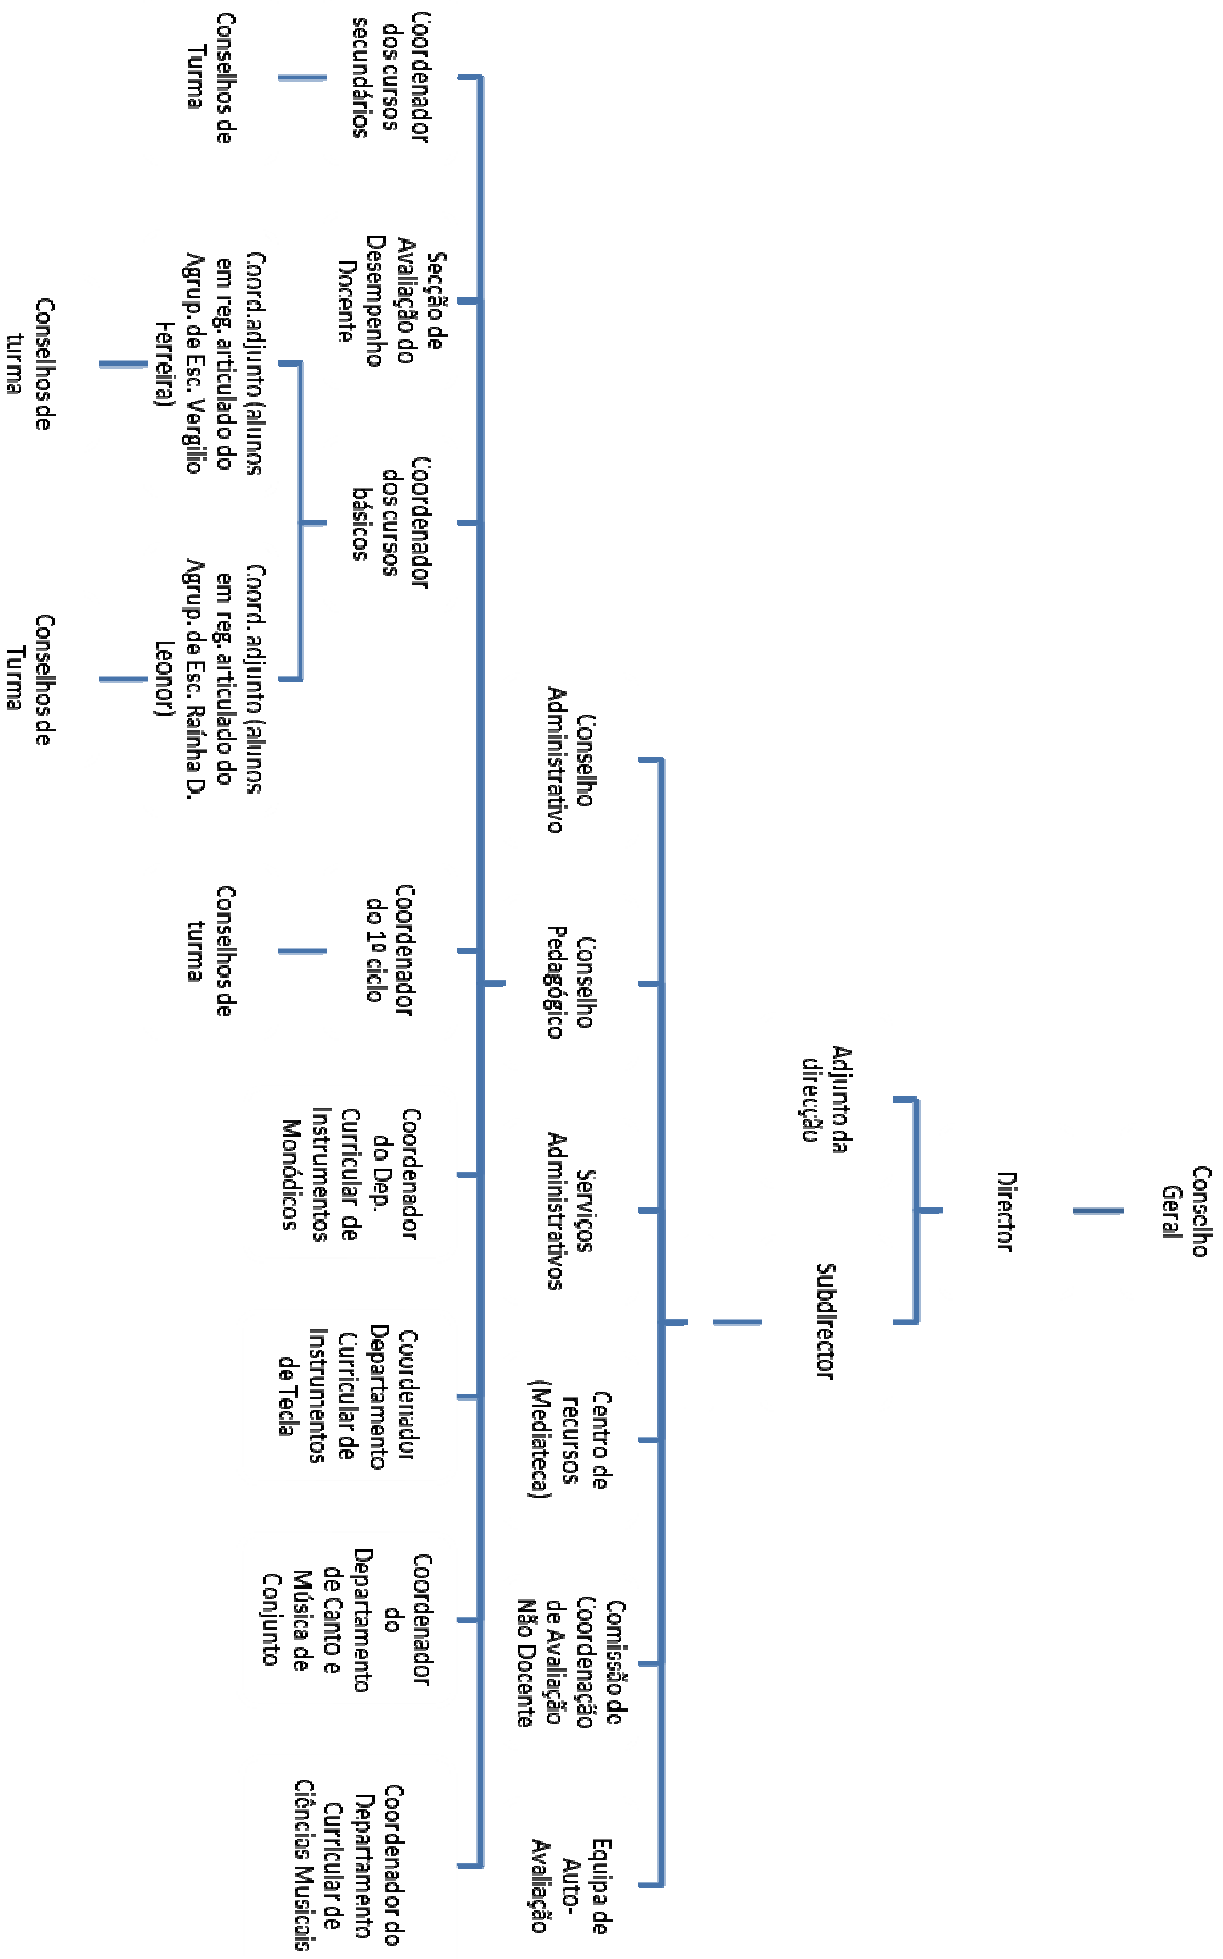 Conselho
Geral
Director
Adjunto da
direcção
Subdirector
Conselho
Administrativo
Conselho
Pedagógico
Serviços
Administrativos
Centro de
recursos
(Mediateca)
Comissão de
Coordenação
de Avaliação
Não Docente
Equipa de
Auto-
Avaliação
Coordenador
dos cursos
secundários
Secção de
Avaliação do
Desempenho
Docente
Coordenador
dos cursos
básicos
Coordenador
do 1º ciclo
Coordenador
do Dep.
Curricular de
Instrumentos
Monódicos
Coordenador
Departamento
Curricular de
Instrumentos
de Tecla
Coordenador
do
Departamento
de Canto e
Música de
Conjunto
Coordenador do
Departamento
Curricular de
Ciências Musicais
Conselhos de
Turma
Coord.adjunto (alunos
em reg. articulado do
Agrup. de Esc. Vergilio
Ferreira)
Coord. adjunto (alunos
em reg. articulado do
Agrup. de Esc. Raínha D.
Leonor)
Conselhos de
turma
Conselhos de
turma
Conselhos de
Turma